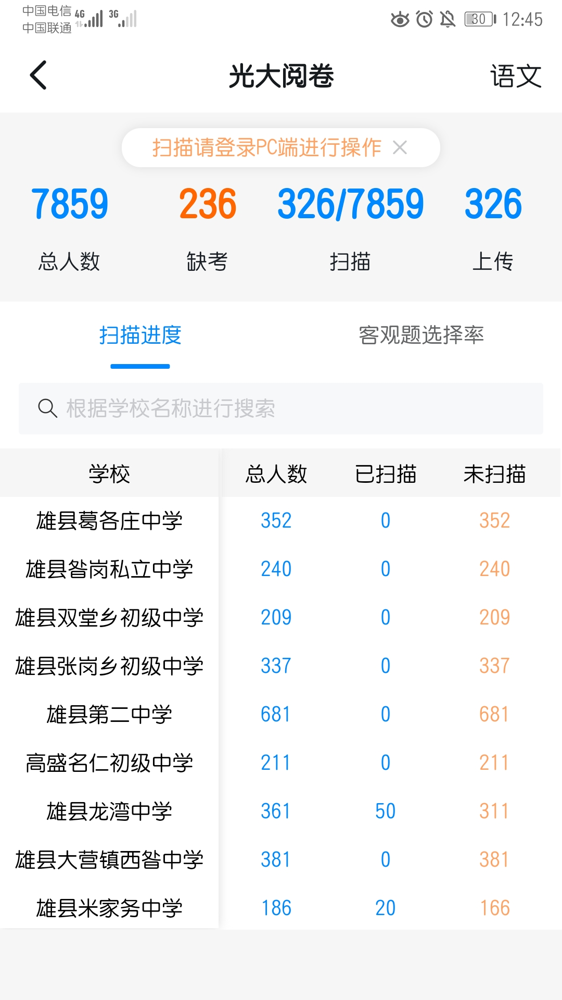 中国电信 4G 3G
中国联通
30 12:45
光大阅卷 语文
扫描请登录PC端进行操作
7859 236 326/7859 326
总人数 缺考 扫描 上传
扫描进度 客观题选择率
根据学校名称进行搜索
学校 总人数 已扫描 未扫描
雄县葛各庄中学 352 0 352
雄县昝岗私立中学 240 0 240
雄县双堂乡初级中学 209 0 209
雄县张岗乡初级中学 337 0 337
雄县第二中学 681 0 681
高盛名仁初级中学 211 0 211
雄县龙湾中学 361 50 311
雄县大营镇西昝中学 381 0 381
雄县米家务中学 186 20 166